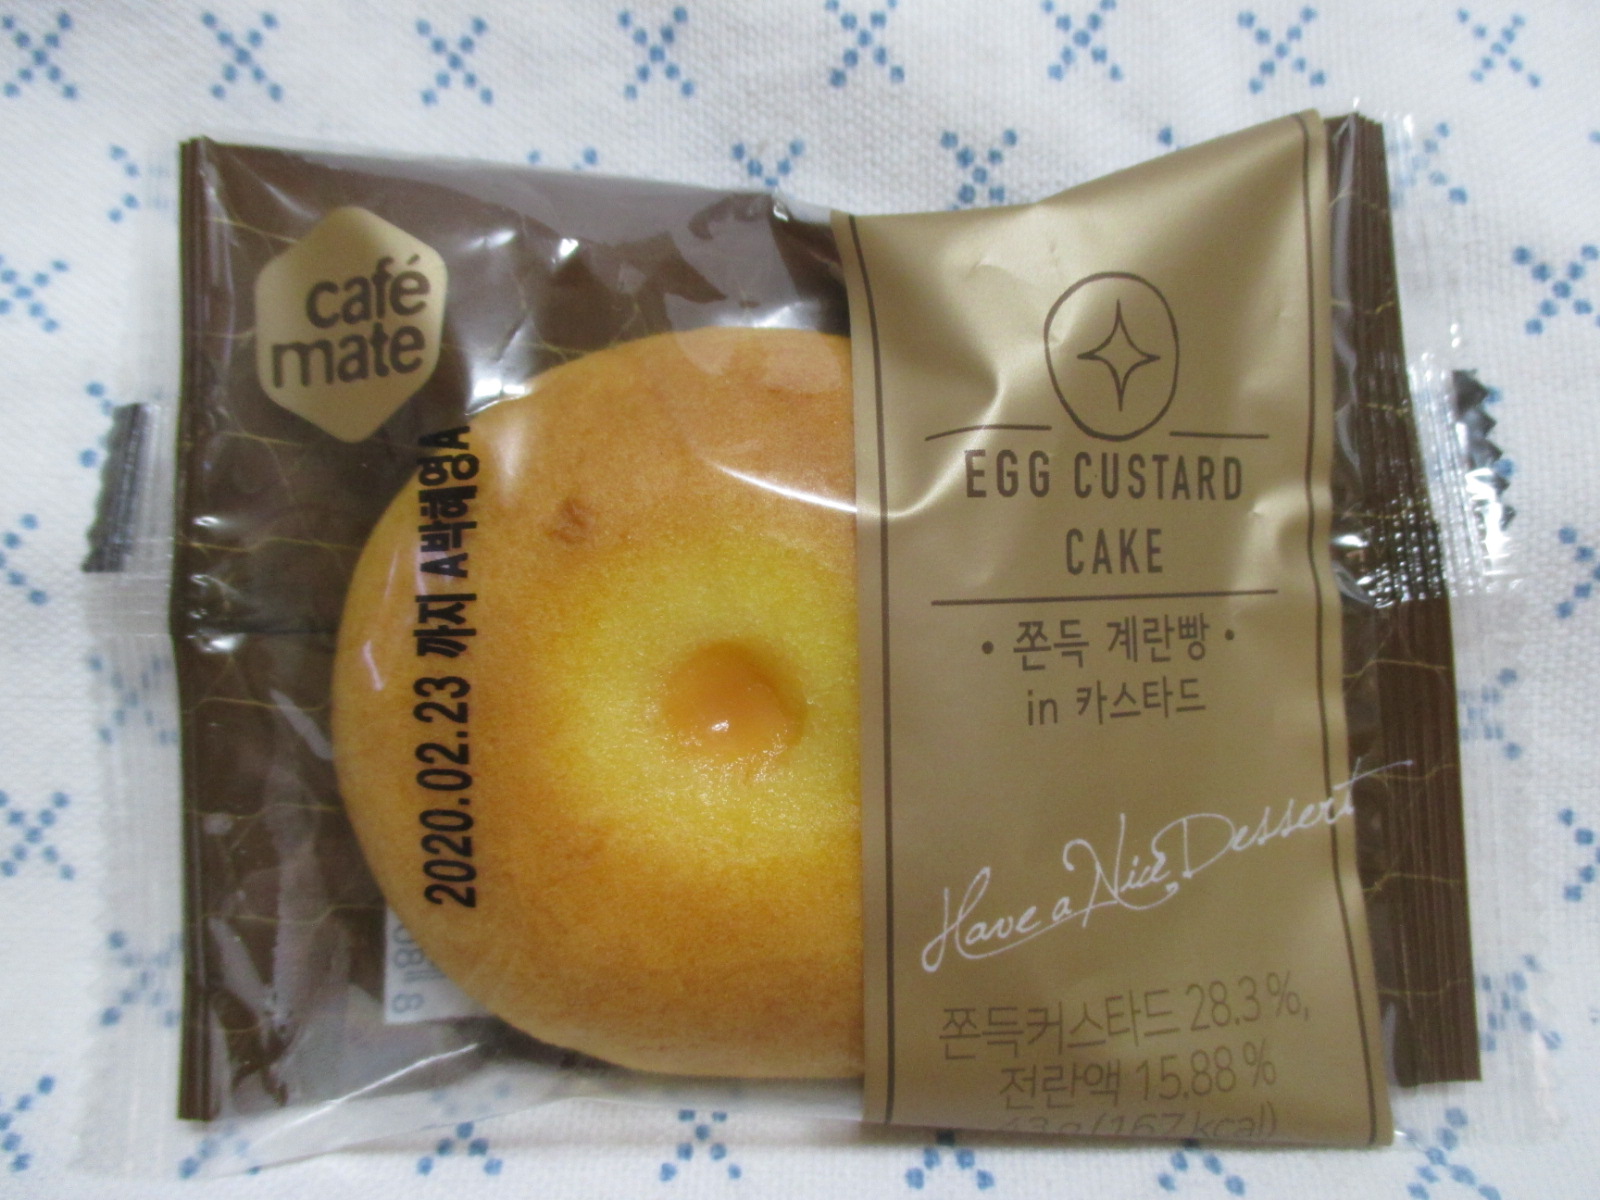 café
mate
2020.02.23 까지 A박혜영A
EGG CUSTARD
CAKE
• 쫀득 계란빵 •
in 카스타드
Have a Nice Dessert
쫀득커스타드 28.3%,
전란액 15.88%
43g(167kcal)